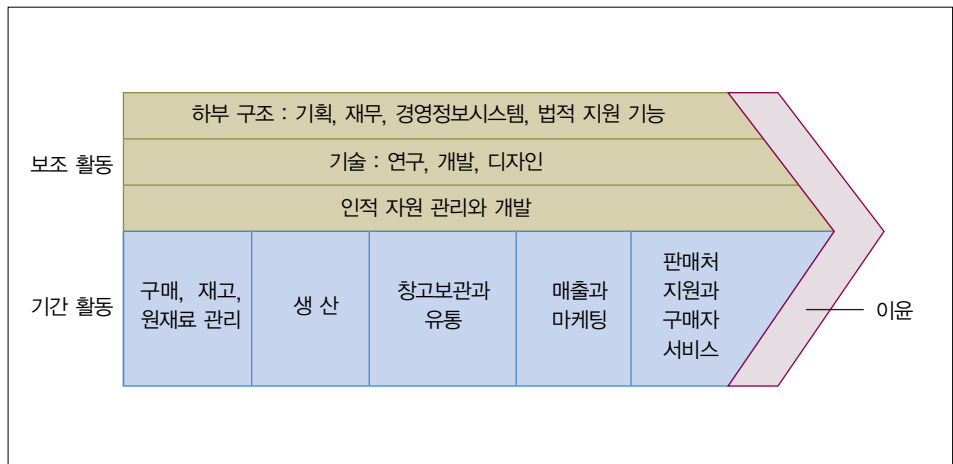 하부 구조 : 기획, 재무, 경영정보시스템, 법적 지원 기능
보조 활동
기술 : 연구, 개발, 디자인
인적 자원 관리와 개발
기간 활동
구매, 재고,
원재료 관리
생 산
창고보관과
유통
매출과
마케팅
판매처
지원과
구매자
서비스
이윤